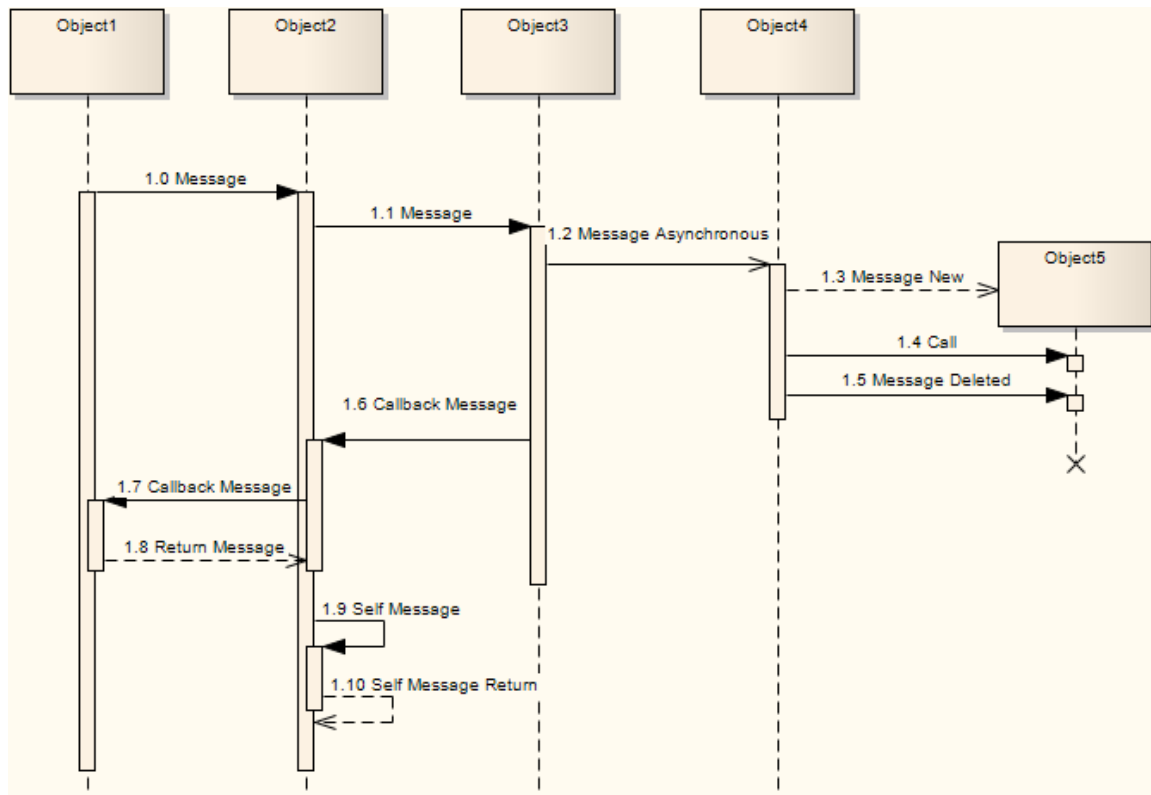 Object1
Object2
Object3
Object4
1.0 Message
1.1 Message
1.2 Message Asynchronous
Object5
1.3 Message New
1.4 Call
1.5 Message Deleted
1.6 Callback Message
1.7 Callback Message
1.8 Return Message
1.9 Self Message
1.10 Self Message Return